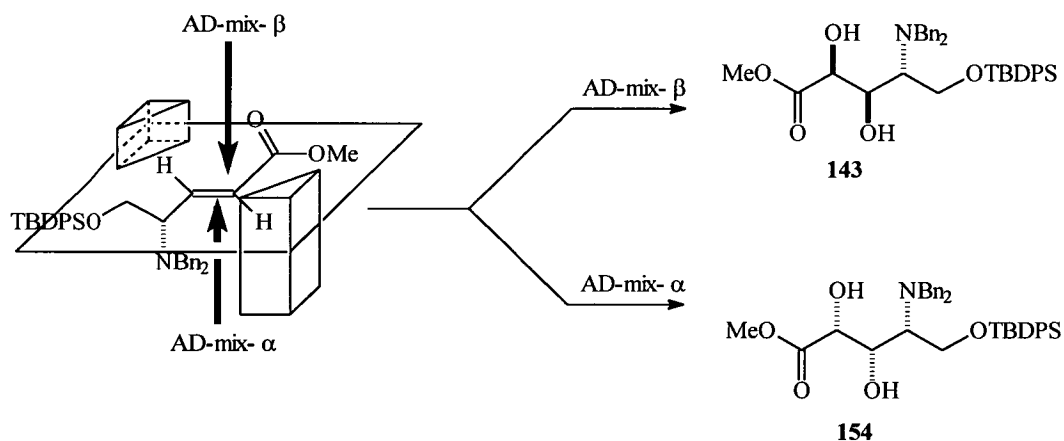 AD-mix- β
O
OMe
H
H
TBDPSO
NBn2
AD-mix- α
AD-mix- β
AD-mix- α
OH NBn2
MeO OTBDPS
O OH
143
OH NBn2
MeO OTBDPS
O OH
154